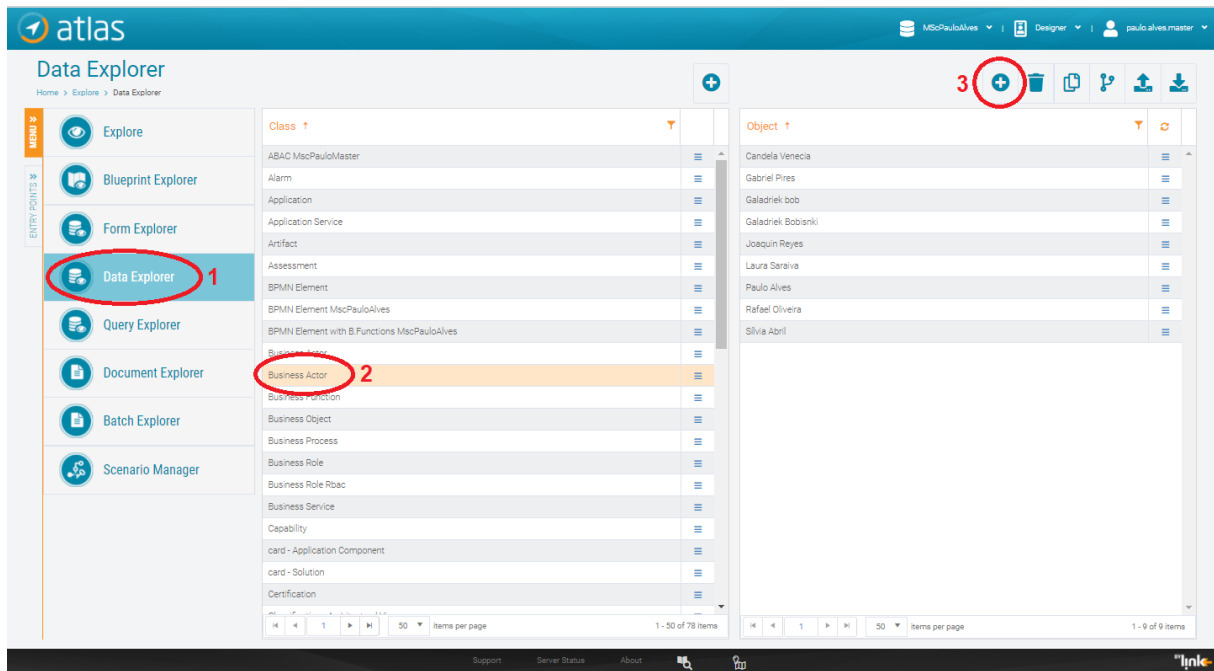 atlas
MScPauloAlves | Designer | paulo.alves.master
Data Explorer
Home > Explore > Data Explorer
3
MENU
ENTRY POINTS
Explore
Blueprint Explorer
Form Explorer
Data Explorer 1
Query Explorer
Document Explorer
Batch Explorer
Scenario Manager
Class ↑
ABAC MscPauloMaster
Alarm
Application
Application Service
Artifact
Assessment
BPMN Element
BPMN Element MscPauloAlves
BPMN Element with B.Functions MscPauloAlves
Business Actor
Business Actor 2
Business Function
Business Object
Business Process
Business Role
Business Role Rbac
Business Service
Capability
card - Application Component
card - Solution
Certification
1 50 items per page 1 - 50 of 78 items
Object ↑
Candela Venecia
Gabriel Pires
Galadriek bob
Galadriek Bobisnki
Joaquin Reyes
Laura Saraiva
Paulo Alves
Rafael Oliveira
Sílvia Abril
1 50 items per page 1 - 9 of 9 items
Support Server Status About
link